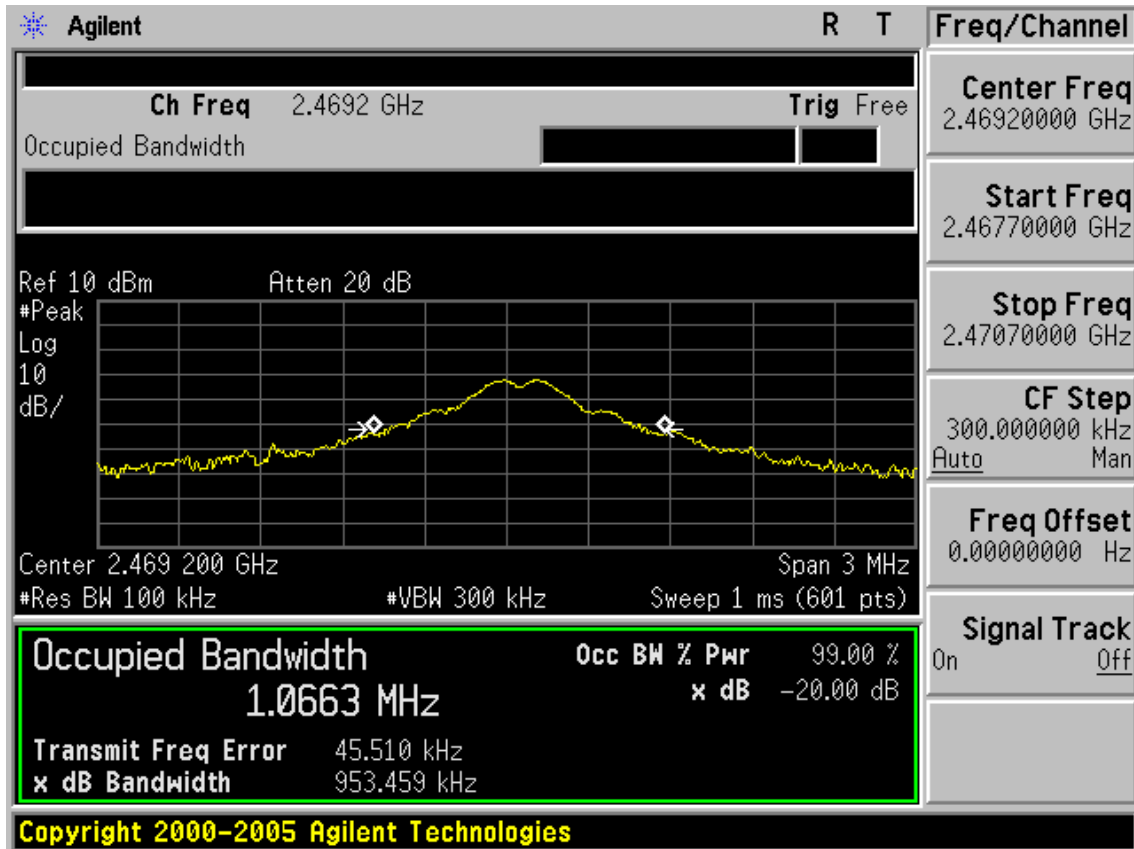 Agilent R T
Ch Freq 2.4692 GHz Trig Free
Occupied Bandwidth
Ref 10 dBm Atten 20 dB
#Peak
Log
10
dB/
Center 2.469 200 GHz Span 3 MHz
#Res BW 100 kHz #VBW 300 kHz Sweep 1 ms (601 pts)
Occupied Bandwidth Occ BW % Pwr 99.00 %
1.0663 MHz x dB -20.00 dB
Transmit Freq Error 45.510 kHz
x dB Bandwidth 953.459 kHz
Copyright 2000-2005 Agilent Technologies
Freq/Channel
Center Freq
2.46920000 GHz
Start Freq
2.46770000 GHz
Stop Freq
2.47070000 GHz
CF Step
300.000000 kHz
Auto Man
Freq Offset
0.00000000 Hz
Signal Track
On Off